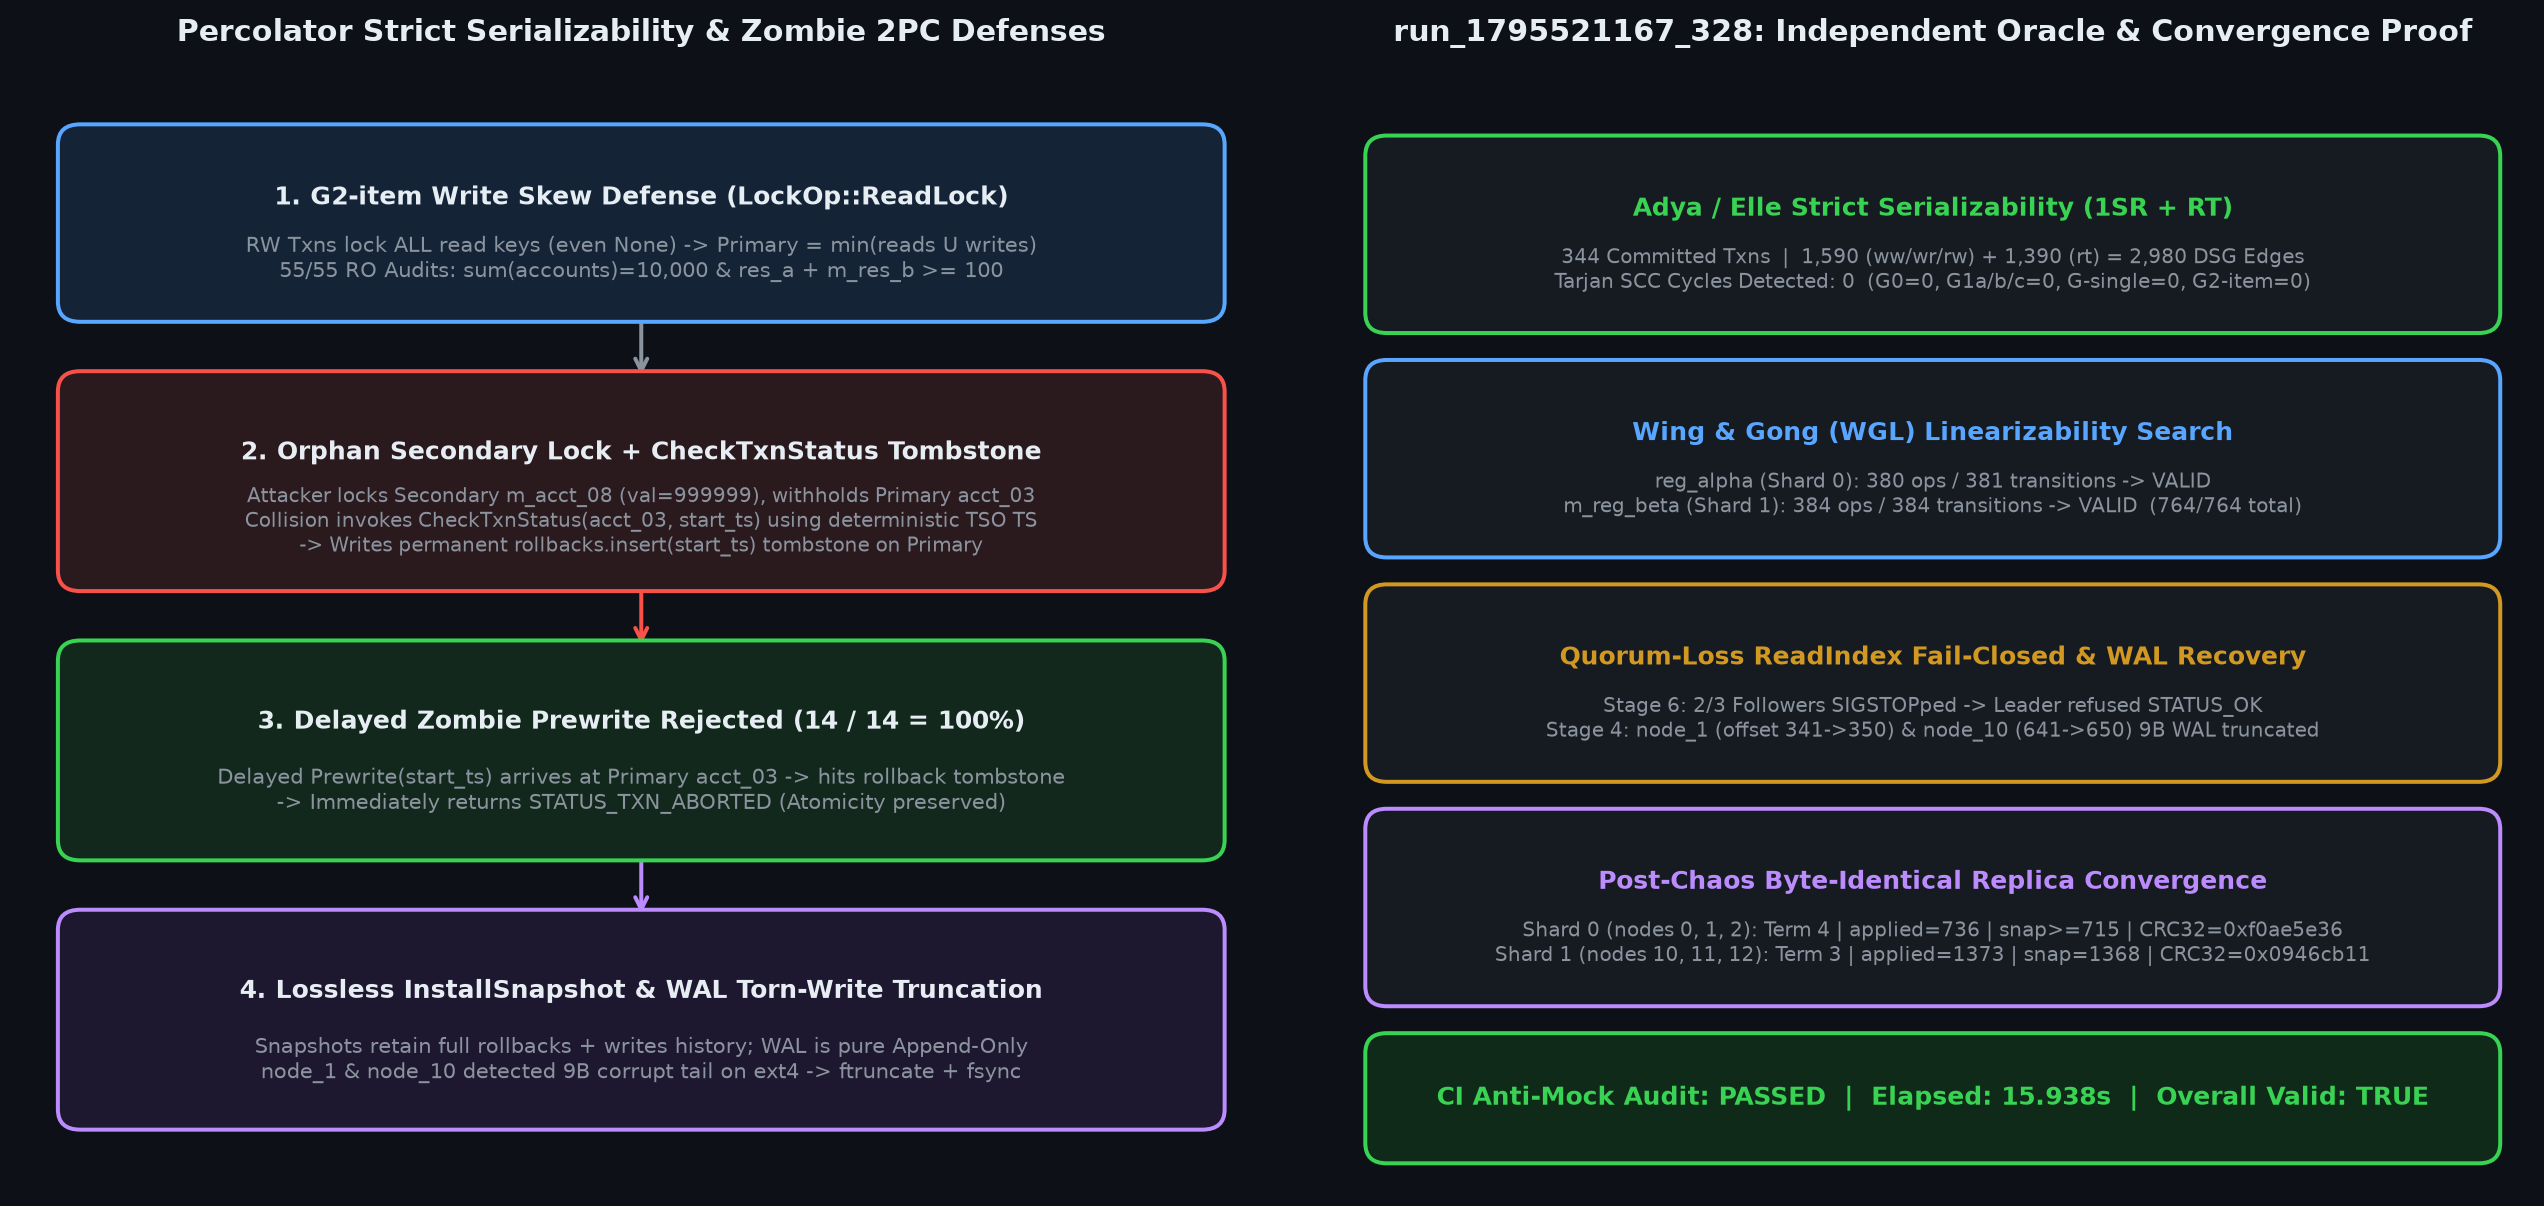 Percolator Strict Serializability & Zombie 2PC Defenses
1. G2-item Write Skew Defense (LockOp::ReadLock)
RW Txns lock ALL read keys (even None) -> Primary = min(reads U writes)
55/55 RO Audits: sum(accounts)=10,000 & res_a + m_res_b >= 100
2. Orphan Secondary Lock + CheckTxnStatus Tombstone
Attacker locks Secondary m_acct_08 (val=999999), withholds Primary acct_03
Collision invokes CheckTxnStatus(acct_03, start_ts) using deterministic TSO TS
-> Writes permanent rollbacks.insert(start_ts) tombstone on Primary
3. Delayed Zombie Prewrite Rejected (14 / 14 = 100%)
Delayed Prewrite(start_ts) arrives at Primary acct_03 -> hits rollback tombstone
-> Immediately returns STATUS_TXN_ABORTED (Atomicity preserved)
4. Lossless InstallSnapshot & WAL Torn-Write Truncation
Snapshots retain full rollbacks + writes history; WAL is pure Append-Only
node_1 & node_10 detected 9B corrupt tail on ext4 -> ftruncate + fsync
run_1795521167_328: Independent Oracle & Convergence Proof
Adya / Elle Strict Serializability (1SR + RT)
344 Committed Txns | 1,590 (ww/wr/rw) + 1,390 (rt) = 2,980 DSG Edges
Tarjan SCC Cycles Detected: 0 (G0=0, G1a/b/c=0, G-single=0, G2-item=0)
Wing & Gong (WGL) Linearizability Search
reg_alpha (Shard 0): 380 ops / 381 transitions -> VALID
m_reg_beta (Shard 1): 384 ops / 384 transitions -> VALID (764/764 total)
Quorum-Loss ReadIndex Fail-Closed & WAL Recovery
Stage 6: 2/3 Followers SIGSTOPped -> Leader refused STATUS_OK
Stage 4: node_1 (offset 341->350) & node_10 (641->650) 9B WAL truncated
Post-Chaos Byte-Identical Replica Convergence
Shard 0 (nodes 0, 1, 2): Term 4 | applied=736 | snap>=715 | CRC32=0xf0ae5e36
Shard 1 (nodes 10, 11, 12): Term 3 | applied=1373 | snap=1368 | CRC32=0x0946cb11
CI Anti-Mock Audit: PASSED | Elapsed: 15.938s | Overall Valid: TRUE